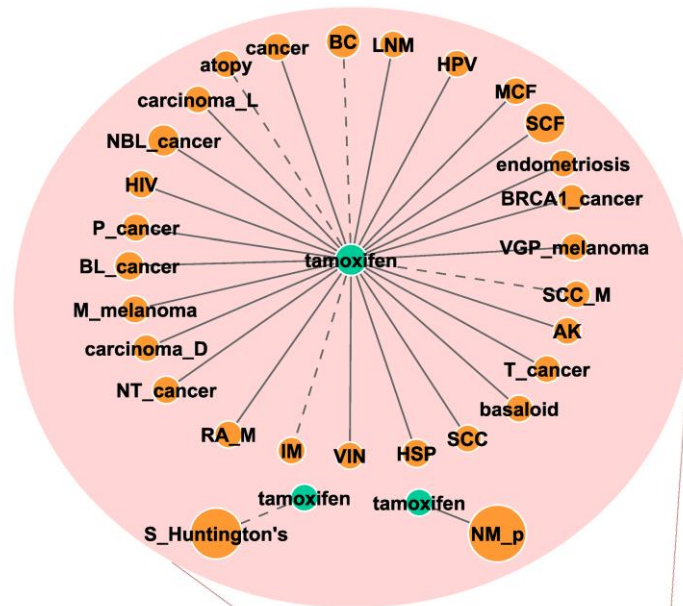 BC
cancer
LNM
atopy
HPV
carcinoma_L
MCF
SCF
NBL_cancer
endometriosis
HIV
BRCA1_cancer
P_cancer
VGP_melanoma
tamoxifen
BL_cancer
SCC_M
M_melanoma
AK
carcinoma_D
T_cancer
NT_cancer
basaloid
RA_M
SCC
IM
VIN
HSP
tamoxifen
tamoxifen
S_Huntington's
NM_p